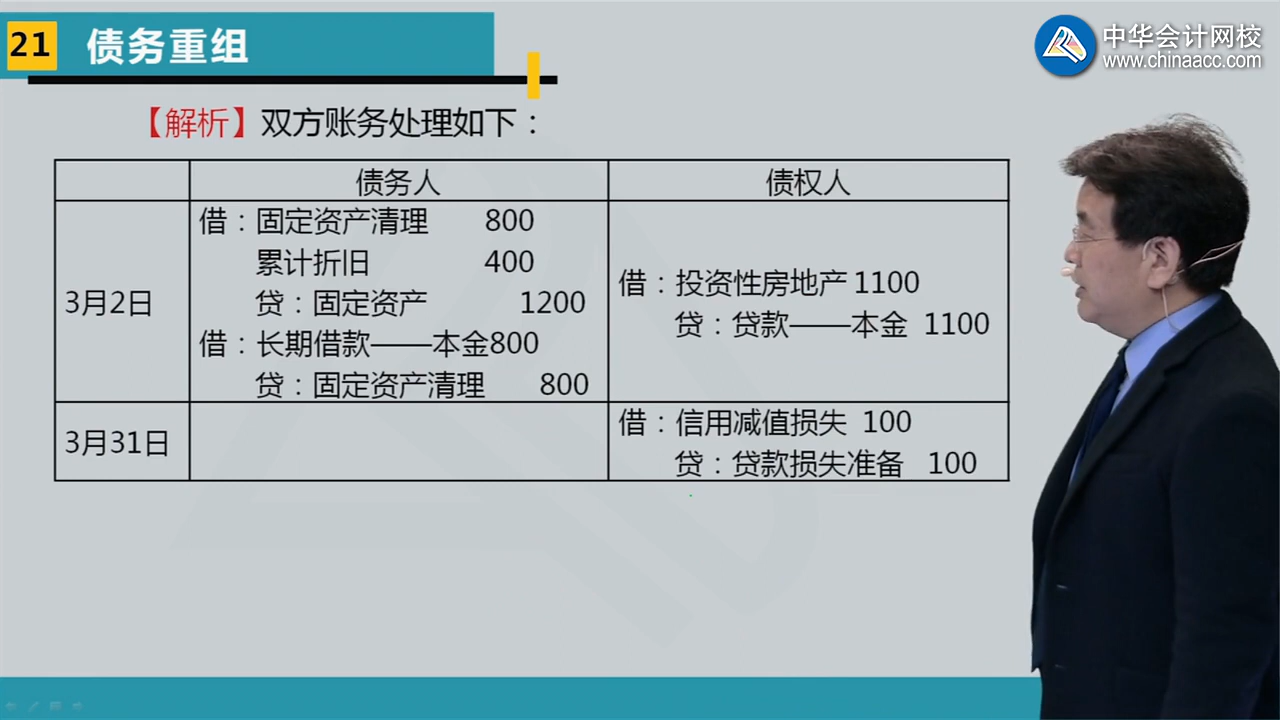 21 债务重组
中华会计网校
www.chinaacc.com
【解析】双方账务处理如下：
债务人 债权人
3月2日
借：固定资产清理 800
累计折旧 400
贷：固定资产 1200
借：长期借款——本金800
贷：固定资产清理 800
借：投资性房地产1100
贷：贷款——本金 1100
3月31日
借：信用减值损失 100
贷：贷款损失准备 100